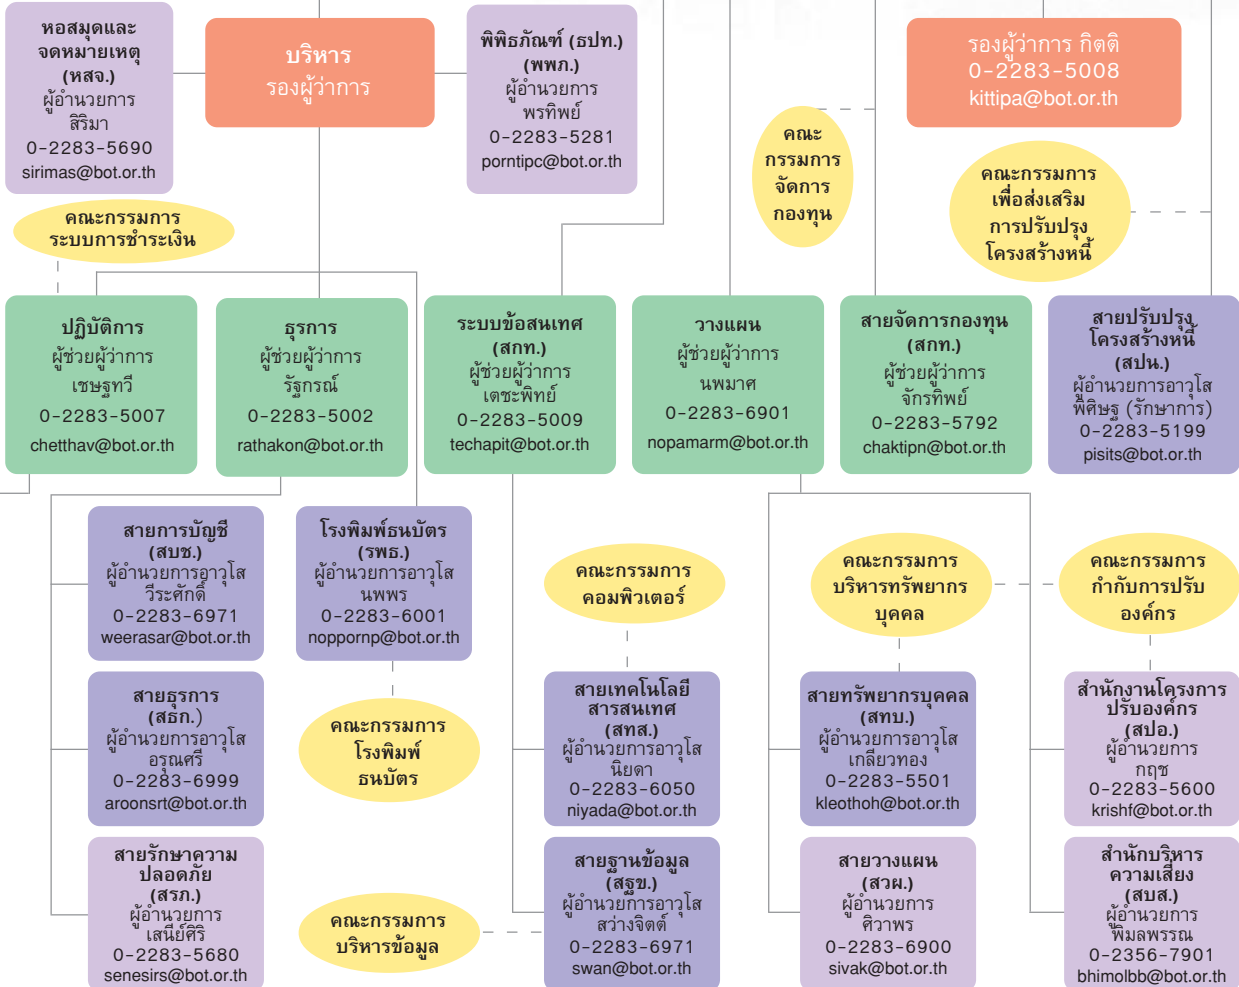 หอสมุดและ
จดหมายเหตุ
(หสจ.)
ผู้อำนวยการ
สิริมา
0-2283-5690
sirimas@bot.or.th
บริหาร
รองผู้ว่าการ
พิพิธภัณฑ์ (ธปท.)
(พพภ.)
ผู้อำนวยการ
พรทิพย์
0-2283-5281
porntipc@bot.or.th
รองผู้ว่าการ กิตติ
0-2283-5008
kittipa@bot.or.th
คณะ
กรรมการ
จัดการ
กองทุน
คณะกรรมการ
เพื่อส่งเสริม
การปรับปรุง
โครงสร้างหนี้
คณะกรรมการ
ระบบการชำระเงิน
ปฏิบัติการ
ผู้ช่วยผู้ว่าการ
เชษฐทวี
0-2283-5007
chetthav@bot.or.th
ธุรการ
ผู้ช่วยผู้ว่าการ
รัฐกรณ์
0-2283-5002
rathakon@bot.or.th
ระบบข้อสนเทศ
(สกท.)
ผู้ช่วยผู้ว่าการ
เตชะพิทย์
0-2283-5009
techapit@bot.or.th
วางแผน
ผู้ช่วยผู้ว่าการ
นพมาศ
0-2283-6901
nopamarm@bot.or.th
สายจัดการกองทุน
(สกท.)
ผู้ช่วยผู้ว่าการ
จักรทิพย์
0-2283-5792
chaktipn@bot.or.th
สายปรับปรุง
โครงสร้างหนี้
(สปน.)
ผู้อำนวยการอาวุโส
พิศิษฐ (รักษาการ)
0-2283-5199
pisits@bot.or.th
สายการบัญชี
(สบช.)
ผู้อำนวยการอาวุโส
วีระศักดิ์
0-2283-6971
weerasar@bot.or.th
โรงพิมพ์ธนบัตร
(รพธ.)
ผู้อำนวยการอาวุโส
นพพร
0-2283-6001
noppornp@bot.or.th
คณะกรรมการ
คอมพิวเตอร์
คณะกรรมการ
บริหารทรัพยากร
บุคคล
คณะกรรมการ
กำกับการปรับ
องค์กร
สายธุรการ
(สธก.)
ผู้อำนวยการอาวุโส
อรุณศรี
0-2283-6999
aroonsrt@bot.or.th
คณะกรรมการ
โรงพิมพ์
ธนบัตร
สายเทคโนโลยี
สารสนเทศ
(สทส.)
ผู้อำนวยการอาวุโส
นิยดา
0-2283-6050
niyada@bot.or.th
สายทรัพยากรบุคคล
(สทบ.)
ผู้อำนวยการอาวุโส
เกลียวทอง
0-2283-5501
kleothoh@bot.or.th
สำนักงานโครงการ
ปรับองค์กร
(สปอ.)
ผู้อำนวยการ
กฤช
0-2283-5600
krishf@bot.or.th
สายรักษาความ
ปลอดภัย
(สรภ.)
ผู้อำนวยการ
เสนีย์ศิริ
0-2283-5680
senesirs@bot.or.th
คณะกรรมการ
บริหารข้อมูล
สายฐานข้อมูล
(สฐข.)
ผู้อำนวยการอาวุโส
สว่างจิตต์
0-2283-6971
swan@bot.or.th
สายวางแผน
(สวผ.)
ผู้อำนวยการ
ศิวาพร
0-2283-6900
sivak@bot.or.th
สำนักบริหาร
ความเสี่ยง
(สบส.)
ผู้อำนวยการ
พิมลพรรณ
0-2356-7901
bhimolbb@bot.or.th